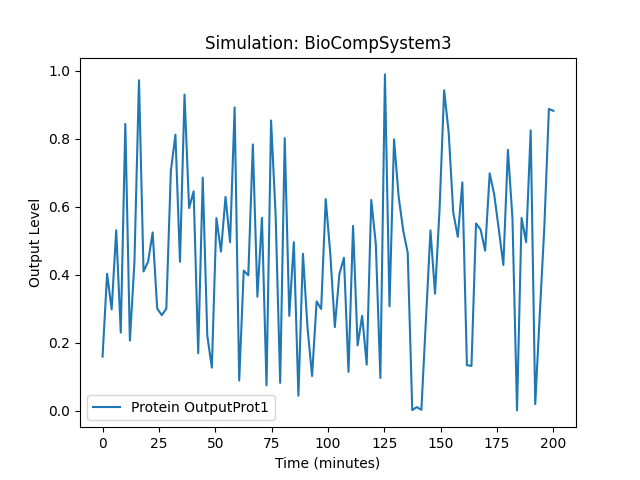 Simulation: BioCompSystem3
1.0
0.8
0.6
0.4
0.2
0.0
Output Level
Protein OutputProt1
0 25 50 75 100 125 150 175 200
Time (minutes)